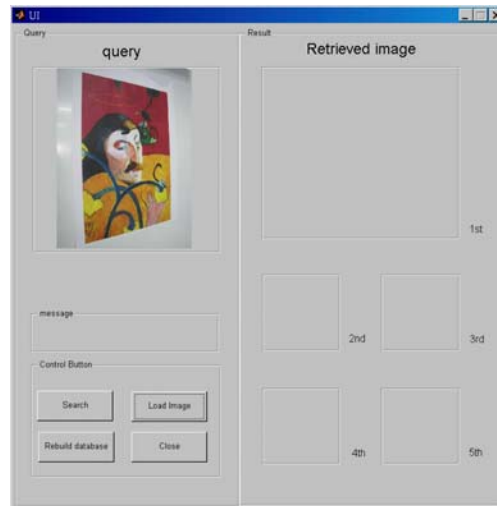 UI
Query
query
message
Control Button
Search
Load Image
Rebuild database
Close
Result
Retrieved image
1st
2nd
3rd
4th
5th